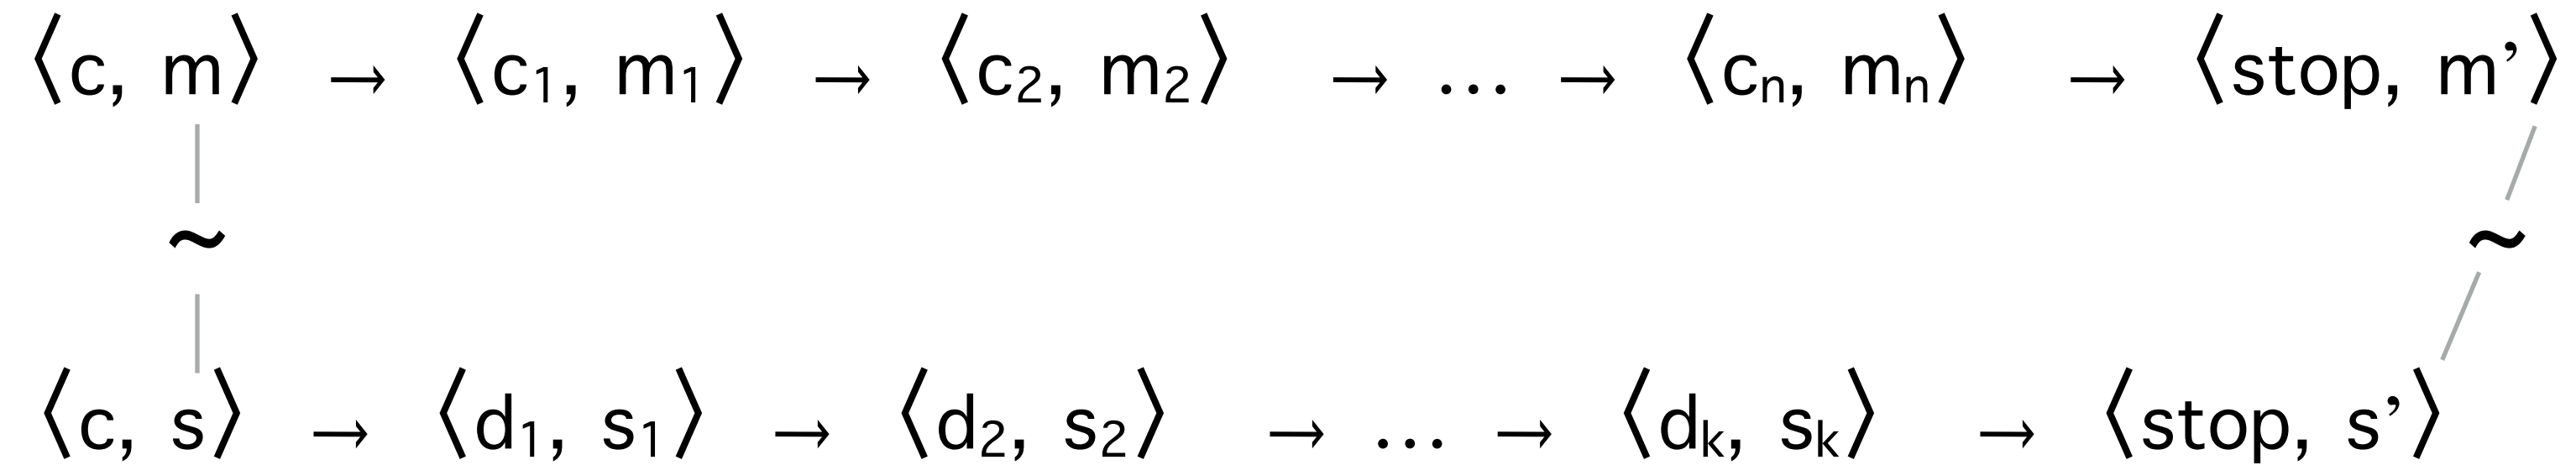 ⟨c, m⟩ → ⟨c₁, m₁⟩ → ⟨c₂, m₂⟩ → ... → ⟨cₙ, mₙ⟩ → ⟨stop, m’⟩
~ ~
⟨c, s⟩ → ⟨d₁, s₁⟩ → ⟨d₂, s₂⟩ → ... → ⟨dₖ, sₖ⟩ → ⟨stop, s’⟩